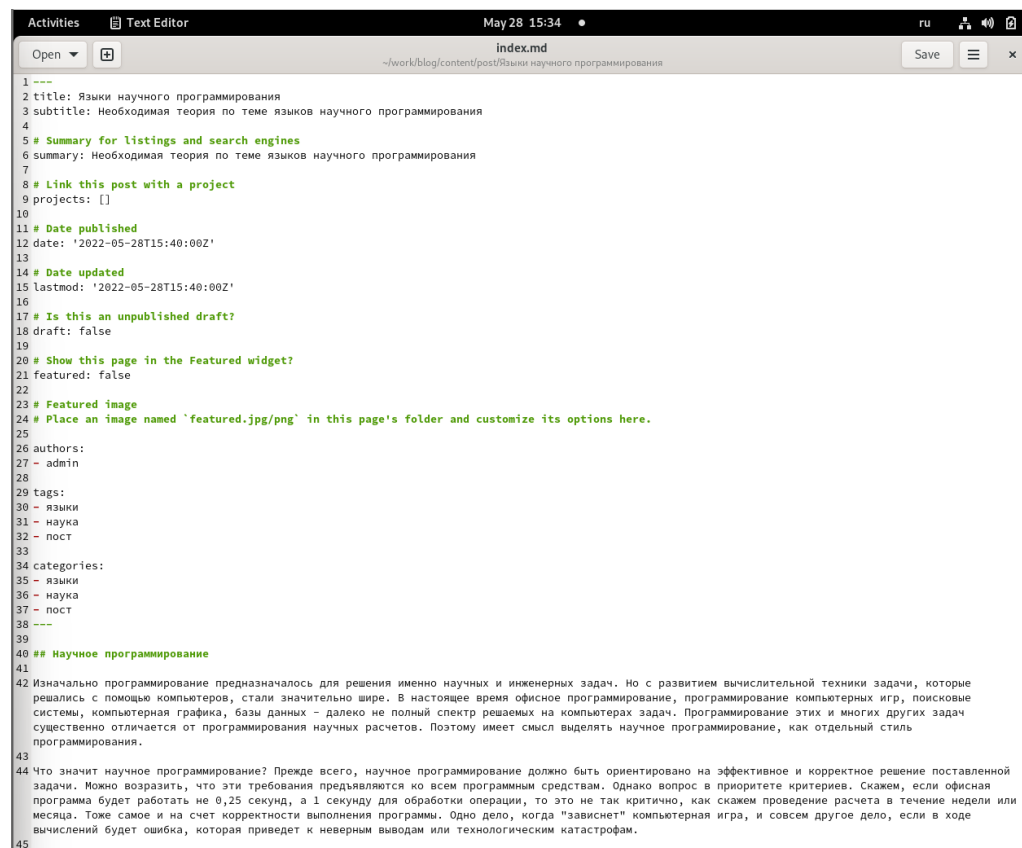 Activities Text Editor May 28 15:34 ru
Open index.md Save
~/work/blog/content/post/Языки научного программирования
1 ---
2 title: Языки научного программирования
3 subtitle: Необходимая теория по теме языков научного программирования
4
5 # Summary for listings and search engines
6 summary: Необходимая теория по теме языков научного программирования
7
8 # Link this post with a project
9 projects: []
10
11 # Date published
12 date: '2022-05-28T15:40:00Z'
13
14 # Date updated
15 lastmod: '2022-05-28T15:40:00Z'
16
17 # Is this an unpublished draft?
18 draft: false
19
20 # Show this page in the Featured widget?
21 featured: false
22
23 # Featured image
24 # Place an image named `featured.jpg/png` in this page's folder and customize its options here.
25
26 authors:
27 - admin
28
29 tags:
30 - языки
31 - наука
32 - пост
33
34 categories:
35 - языки
36 - наука
37 - пост
38 ---
39
40 ## Научное программирование
41
42 Изначально программирование предназначалось для решения именно научных и инженерных задач. Но с развитием вычислительной техники задачи, которые
решались с помощью компьютеров, стали значительно шире. В настоящее время офисное программирование, программирование компьютерных игр, поисковые
системы, компьютерная графика, базы данных - далеко не полный спектр решаемых на компьютерах задач. Программирование этих и многих других задач
существенно отличается от программирования научных расчетов. Поэтому имеет смысл выделять научное программирование, как отдельный стиль
программирования.
43
44 Что значит научное программирование? Прежде всего, научное программирование должно быть ориентировано на эффективное и корректное решение поставленной
задачи. Можно возразить, что эти требования предъявляются ко всем программным средствам. Однако вопрос в приоритете критериев. Скажем, если офисная
программа будет работать не 0,25 секунд, а 1 секунду для обработки операции, то это не так критично, как скажем проведение расчета в течение недели или
месяца. Тоже самое и на счет корректности выполнения программы. Одно дело, когда "зависнет" компьютерная игра, и совсем другое дело, если в ходе
вычислений будет ошибка, которая приведет к неверным выводам или технологическим катастрофам.
45